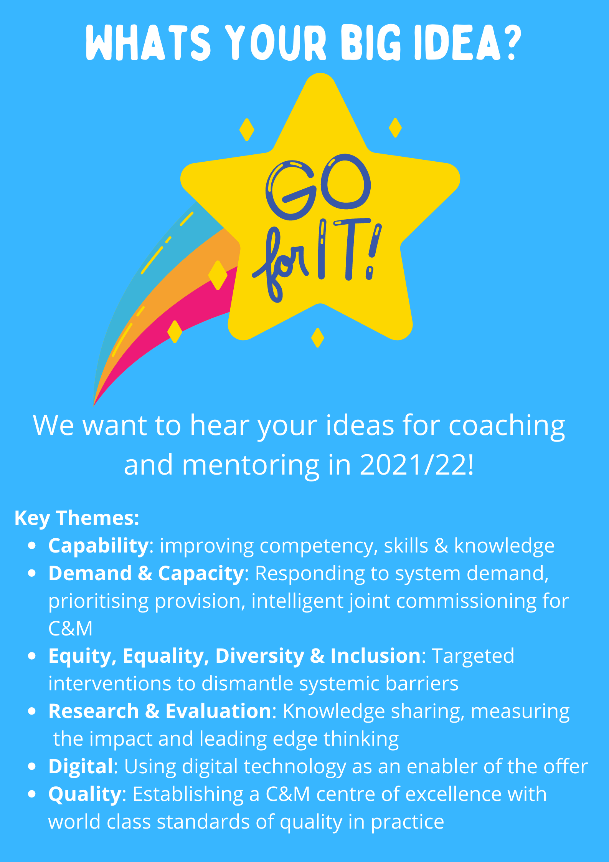 WHATS YOUR BIG IDEA?
GO
for IT!
We want to hear your ideas for coaching
and mentoring in 2021/22!
Key Themes:
• Capability: improving competency, skills & knowledge
• Demand & Capacity: Responding to system demand,
prioritising provision, intelligent joint commissioning for
C&M
• Equity, Equality, Diversity & Inclusion: Targeted
interventions to dismantle systemic barriers
• Research & Evaluation: Knowledge sharing, measuring
the impact and leading edge thinking
• Digital: Using digital technology as an enabler of the offer
• Quality: Establishing a C&M centre of excellence with
world class standards of quality in practice